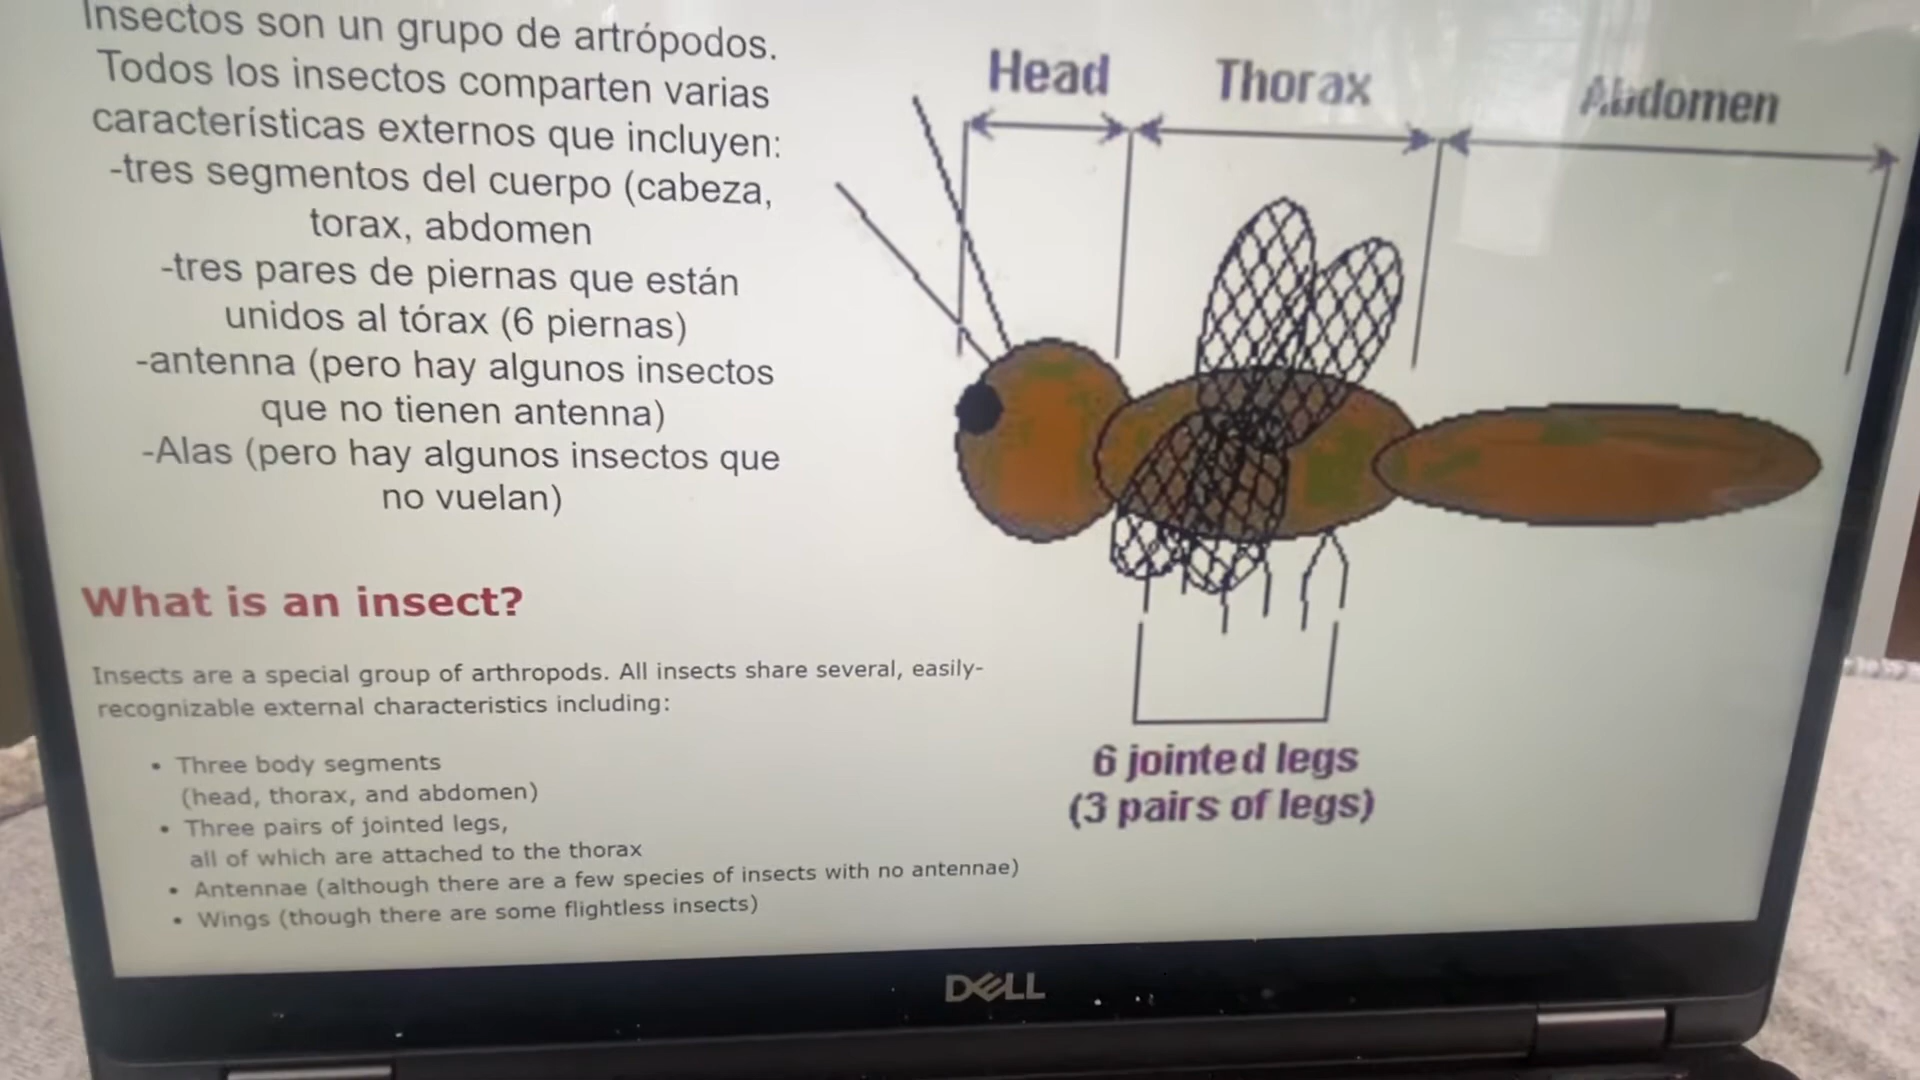 Insectos son un grupo de artrópodos.
Todos los insectos comparten varias
características externos que incluyen:
-tres segmentos del cuerpo (cabeza,
torax, abdomen
-tres pares de piernas que están
unidos al tórax (6 piernas)
-antenna (pero hay algunos insectos
que no tienen antenna)
-Alas (pero hay algunos insectos que
no vuelan)
Head
Thorax
Abdomen
6 jointed legs
(3 pairs of legs)
What is an insect?
Insects are a special group of arthropods. All insects share several, easily-
recognizable external characteristics including:
• Three body segments
(head, thorax, and abdomen)
• Three pairs of jointed legs,
all of which are attached to the thorax
• Antennae (although there are a few species of insects with no antennae)
• Wings (though there are some flightless insects)
DELL